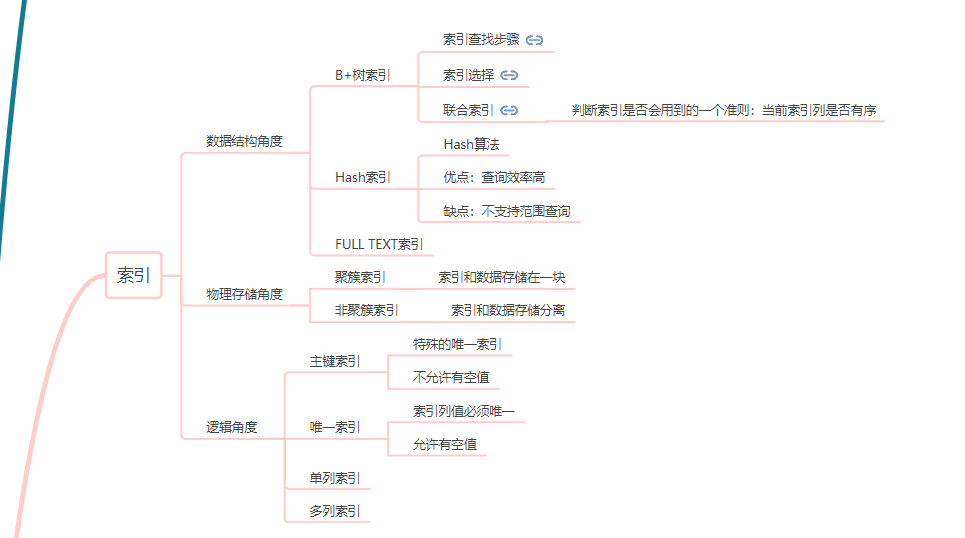 索引
数据结构角度
B+树索引
索引查找步骤
索引选择
联合索引
判断索引是否会用到的一个准则：当前索引列是否有序
Hash索引
Hash算法
优点：查询效率高
缺点：不支持范围查询
FULL TEXT索引
物理存储角度
聚簇索引
索引和数据存储在一块
非聚簇索引
索引和数据存储分离
逻辑角度
主键索引
特殊的唯一索引
不允许有空值
唯一索引
索引列值必须唯一
允许有空值
单列索引
多列索引